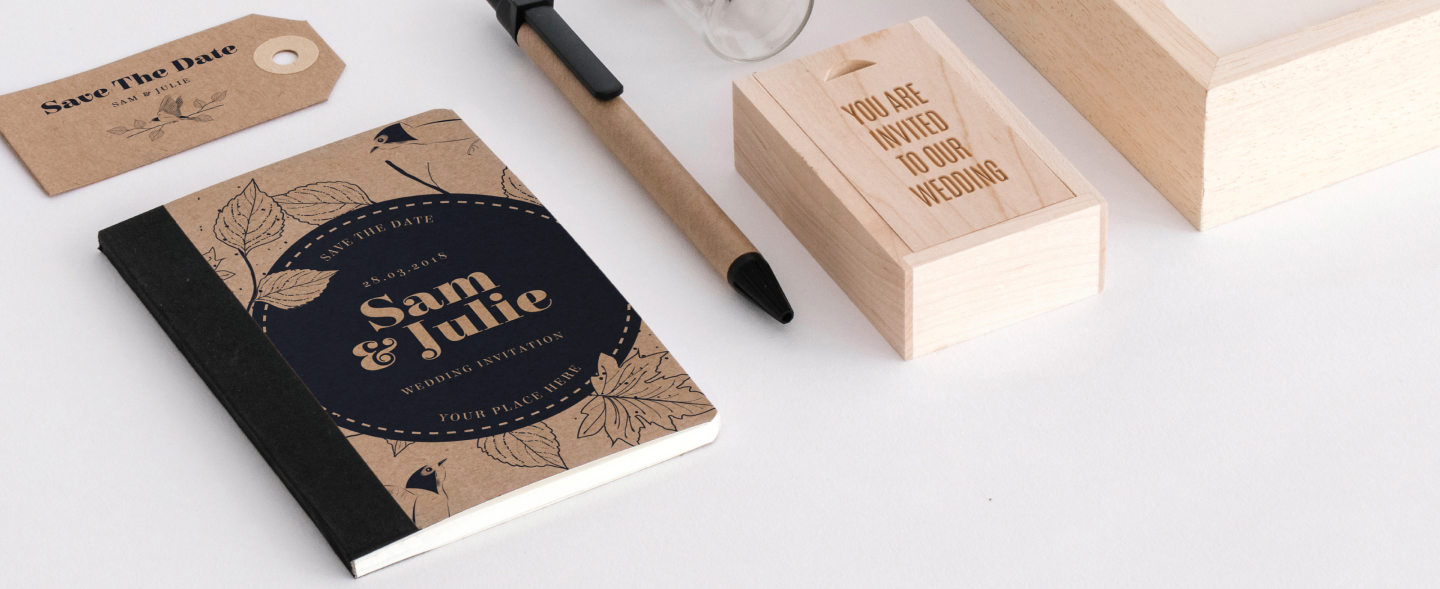 Save The Date
SAM & JULIE
SAVE THE DATE
28.03.2018
Sam
& Julie
WEDDING INVITATION
YOUR PLACE HERE
YOU ARE
INVITED
TO OUR
WEDDING